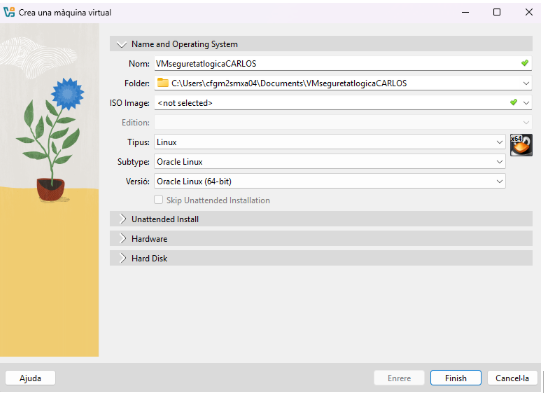 Crea una màquina virtual
Name and Operating System
Nom: VMseguretatlogicaCARLOS
Folder: C:\Users\cfgm2smxa04\Documents\VMseguretatlogicaCARLOS
ISO Image: <not selected>
Edition:
Tipus: Linux
Subtype: Oracle Linux
Versió: Oracle Linux (64-bit)
Skip Unattended Installation
Unattended Install
Hardware
Hard Disk
Ajuda Enrere Finish Cancel·la